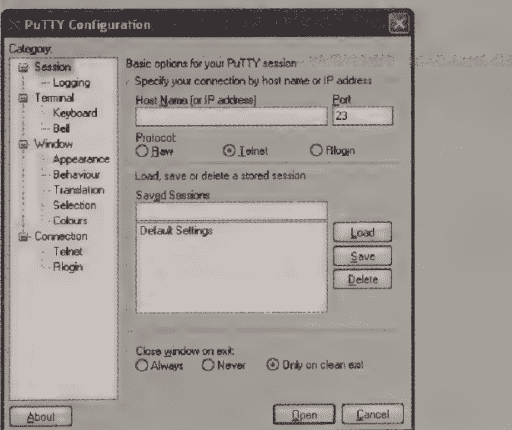 PuTTY Configuration
Category:
Session
Logging
Terminal
Keyboard
Bell
Window
Appearance
Behaviour
Translation
Selection
Colours
Connection
Telnet
Rlogin
Basic options for your PuTTY session
Specify your connection by host name or IP address
Host Name (or IP address) Port
23
Protocol:
Raw Telnet Rlogin
Load, save or delete a stored session
Saved Sessions
Default Settings
Load
Save
Delete
Close window on exit:
Always Never Only on clean exit
About Open Cancel